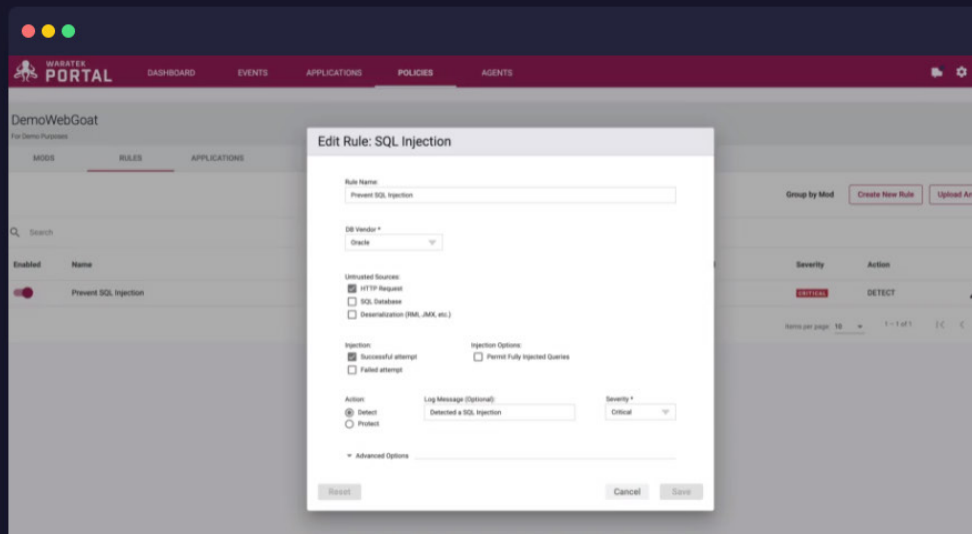 WARATEK
PORTAL
DASHBOARD
EVENTS
APPLICATIONS
POLICIES
AGENTS
DemoWebGoat
For Demo Purposes
MODS
RULES
APPLICATIONS
Group by Mod
Create New Rule
Upload
Search
Enabled
Name
Severity
Action
Prevent SQL Injection
CRITICAL
DETECT
Items per page: 10
1 – 1 of 1
Edit Rule: SQL Injection
Rule Name:
Prevent SQL Injection
DB Vendor *
Oracle
Untrusted Sources:
HTTP Request
SQL Database
Deserialization (RMI, JMX, etc.)
Injection:
Injection Options:
Successful attempt
Permit Fully Injected Queries
Failed attempt
Action:
Log Message (Optional):
Severity *
Detect
Detected a SQL Injection
Critical
Protect
Advanced Options
Reset
Cancel
Save